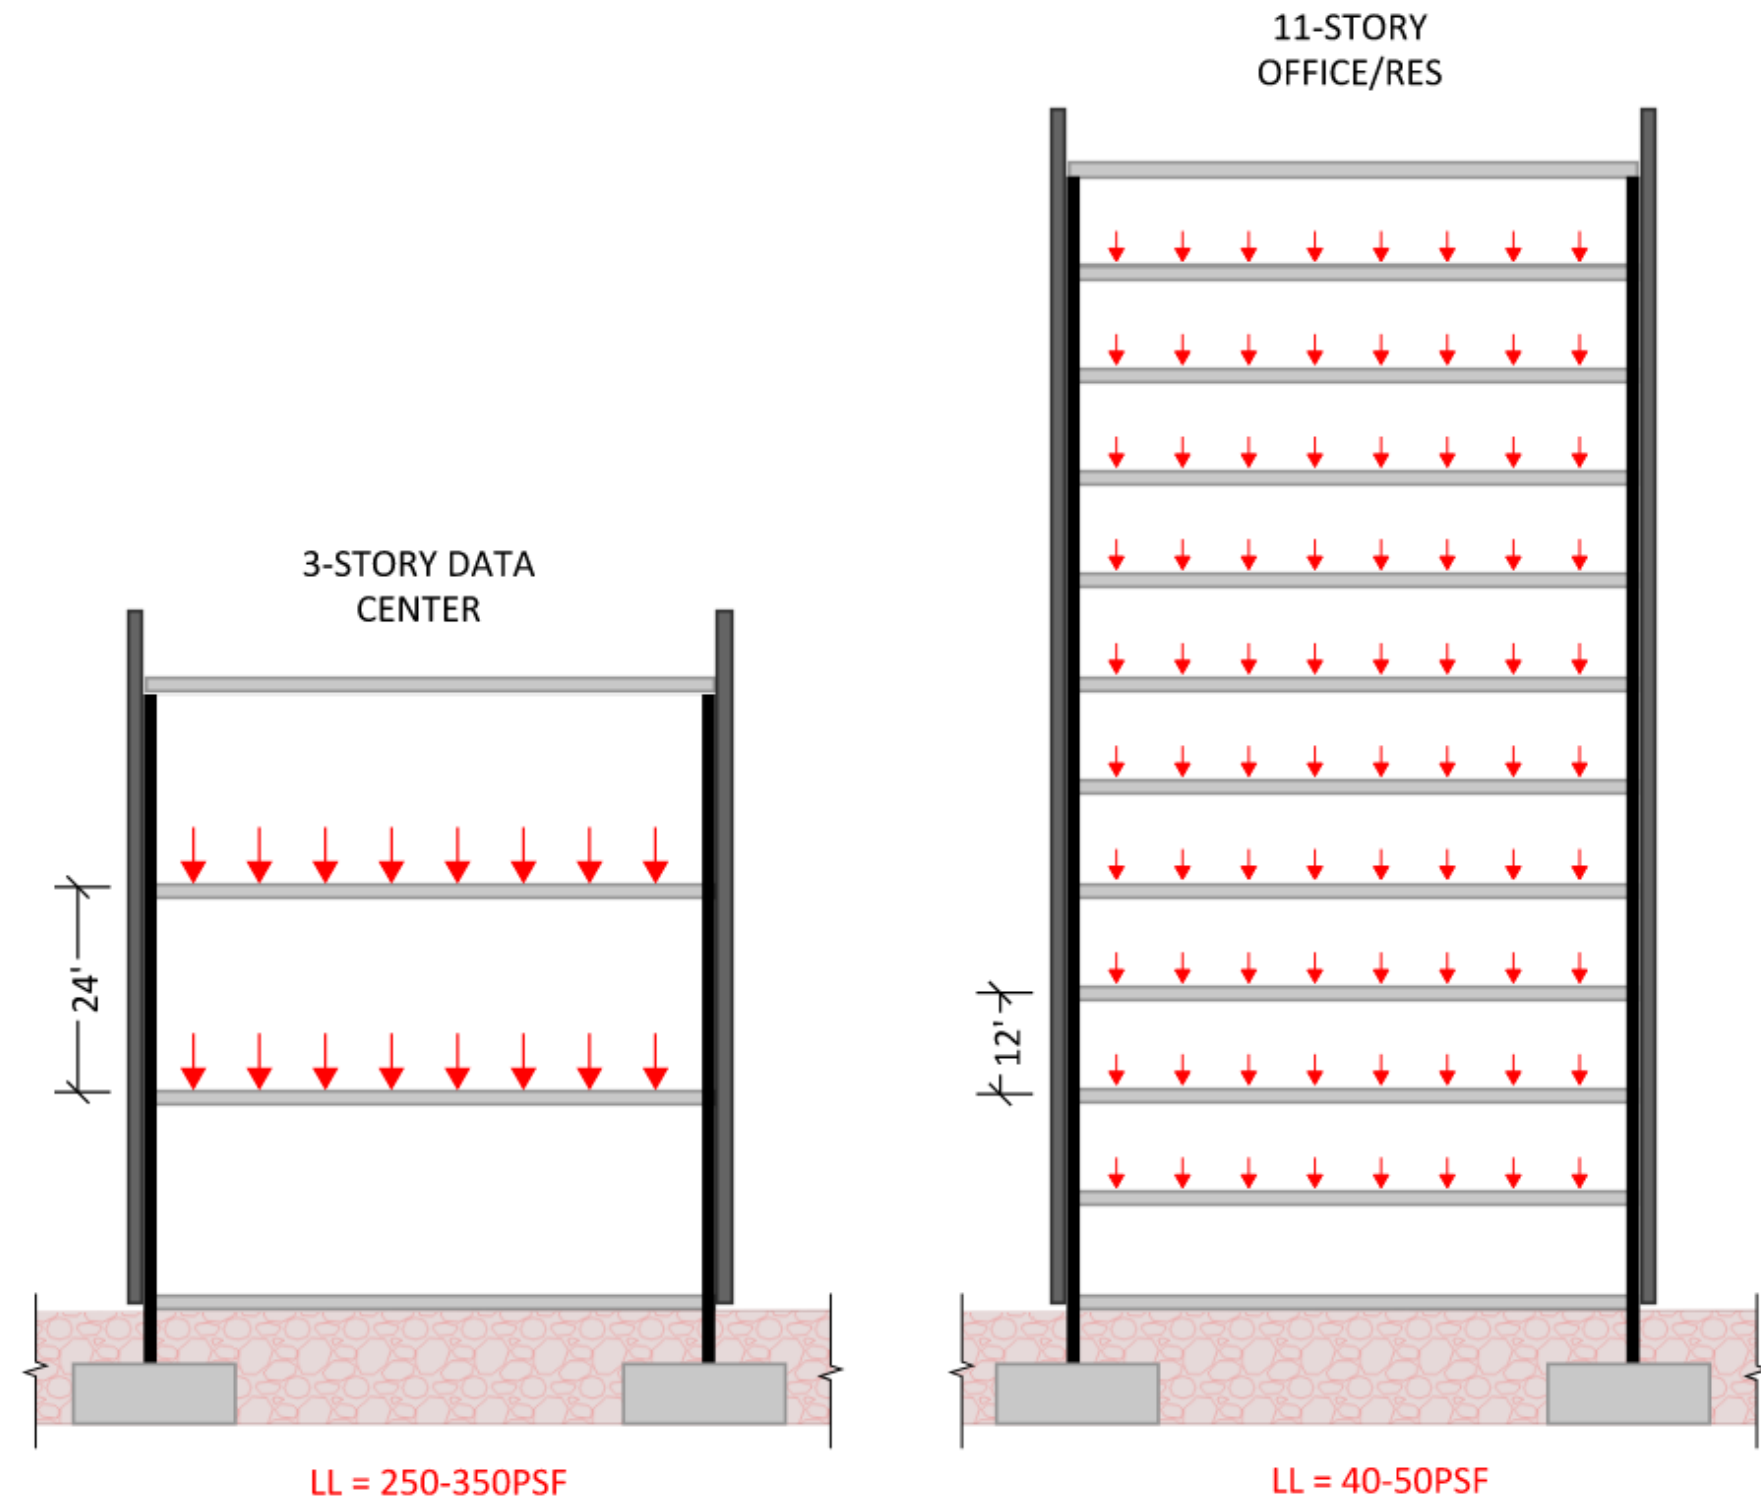 11-STORY
OFFICE/RES
3-STORY DATA
CENTER
24'
12'
LL = 250-350PSF
LL = 40-50PSF